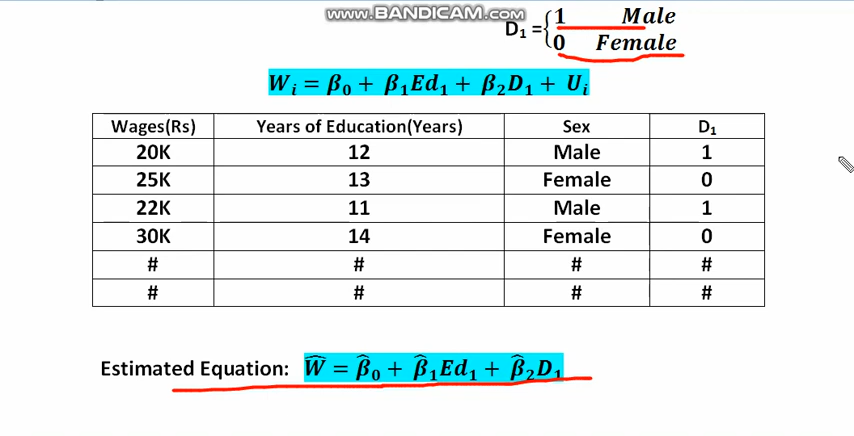 www.BANDICAM.com
D₁ = { 1 Male
0 Female
Wᵢ = β₀ + β₁Ed₁ + β₂D₁ + Uᵢ
Wages(Rs) Years of Education(Years) Sex D₁
20K 12 Male 1
25K 13 Female 0
22K 11 Male 1
30K 14 Female 0
# # # #
# # # #
Estimated Equation: Ŵ = β̂₀ + β̂₁Ed₁ + β̂₂D₁